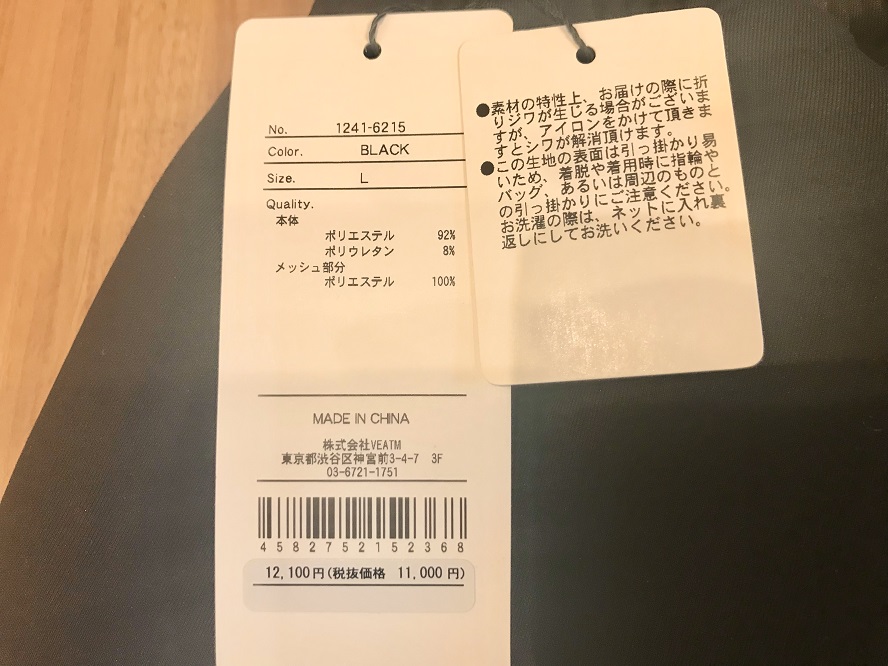 No. 1241-6215
Color. BLACK
Size. L
Quality.
本体
ポリエステル 92%
ポリウレタン 8%
メッシュ部分
ポリエステル 100%
MADE IN CHINA
株式会社VEATM
東京都渋谷区神宮前3-4-7 3F
03-6721-1751
4582752152368
12,100円(税抜価格 11,000円)
●素材の特性上、お届けの際に折
りジワが生じる場合がございま
すが、アイロンをかけて頂きま
すとシワが解消頂けます。
●この生地の表面は引っ掛かり易
いため、着脱や着用時に指輪や
バッグ、あるいは周辺のものと
の引っ掛かりにご注意ください。
お洗濯の際は、ネットに入れ裏
返しにしてお洗いください。